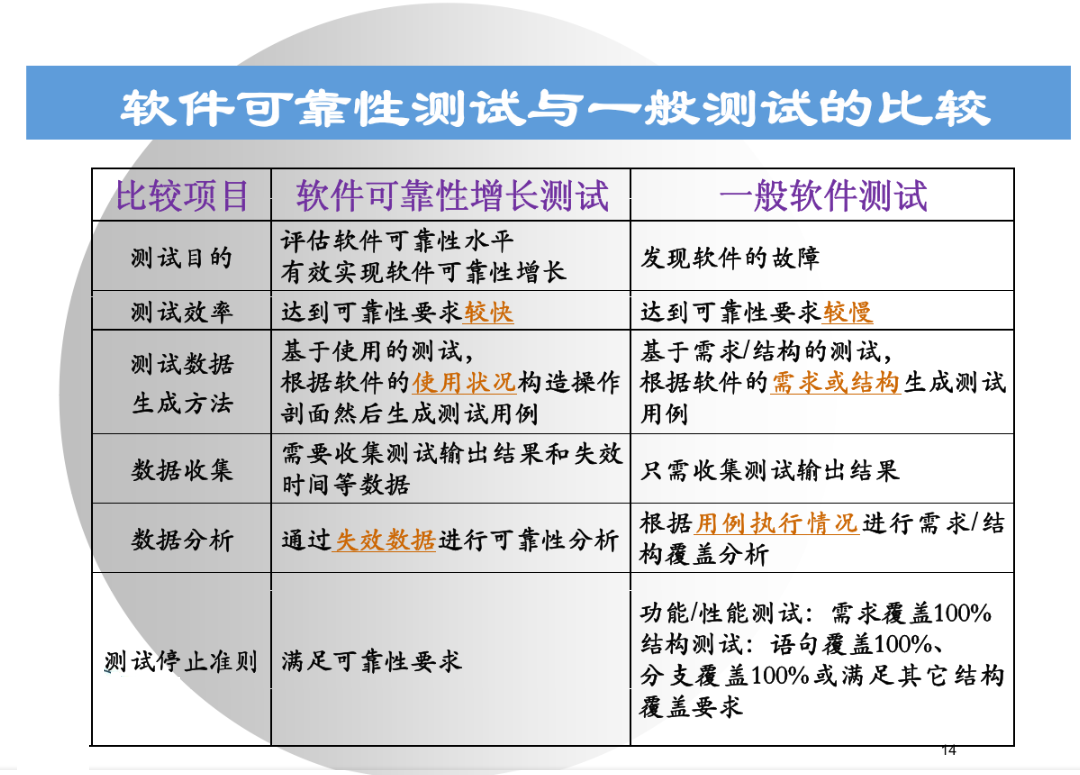 软件可靠性测试与一般测试的比较
比较项目
软件可靠性增长测试
一般软件测试
测试目的
评估软件可靠性水平
有效实现软件可靠性增长
发现软件的故障
测试效率
达到可靠性要求较快
达到可靠性要求较慢
测试数据
生成方法
基于使用的测试，
根据软件的使用状况构造操作
剖面然后生成测试用例
基于需求/结构的测试，
根据软件的需求或结构生成测试
用例
数据收集
需要收集测试输出结果和失效
时间等数据
只需收集测试输出结果
数据分析
通过失效数据进行可靠性分析
根据用例执行情况进行需求/结
构覆盖分析
测试停止准则
满足可靠性要求
功能/性能测试：需求覆盖100%
结构测试：语句覆盖100%、
分支覆盖100%或满足其它结构
覆盖要求
14